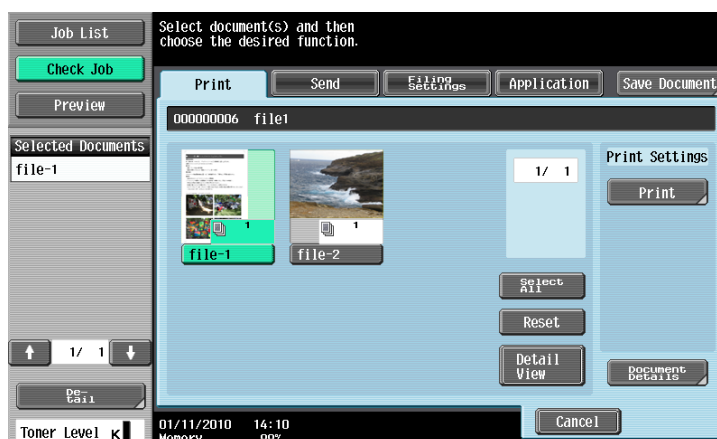 Job List
Check Job
Preview
Selected Documents
file-1
1/ 1
De-
tail
Toner Level K
Select document(s) and then
choose the desired function.
Print
Send
Filing
Settings
Application
Save Document
000000006 file1
1
file-1
1
file-2
1/ 1
Select
All
Reset
Detail
View
Print Settings
Print
Document
Details
01/11/2010 14:10
Memory 99%
Cancel